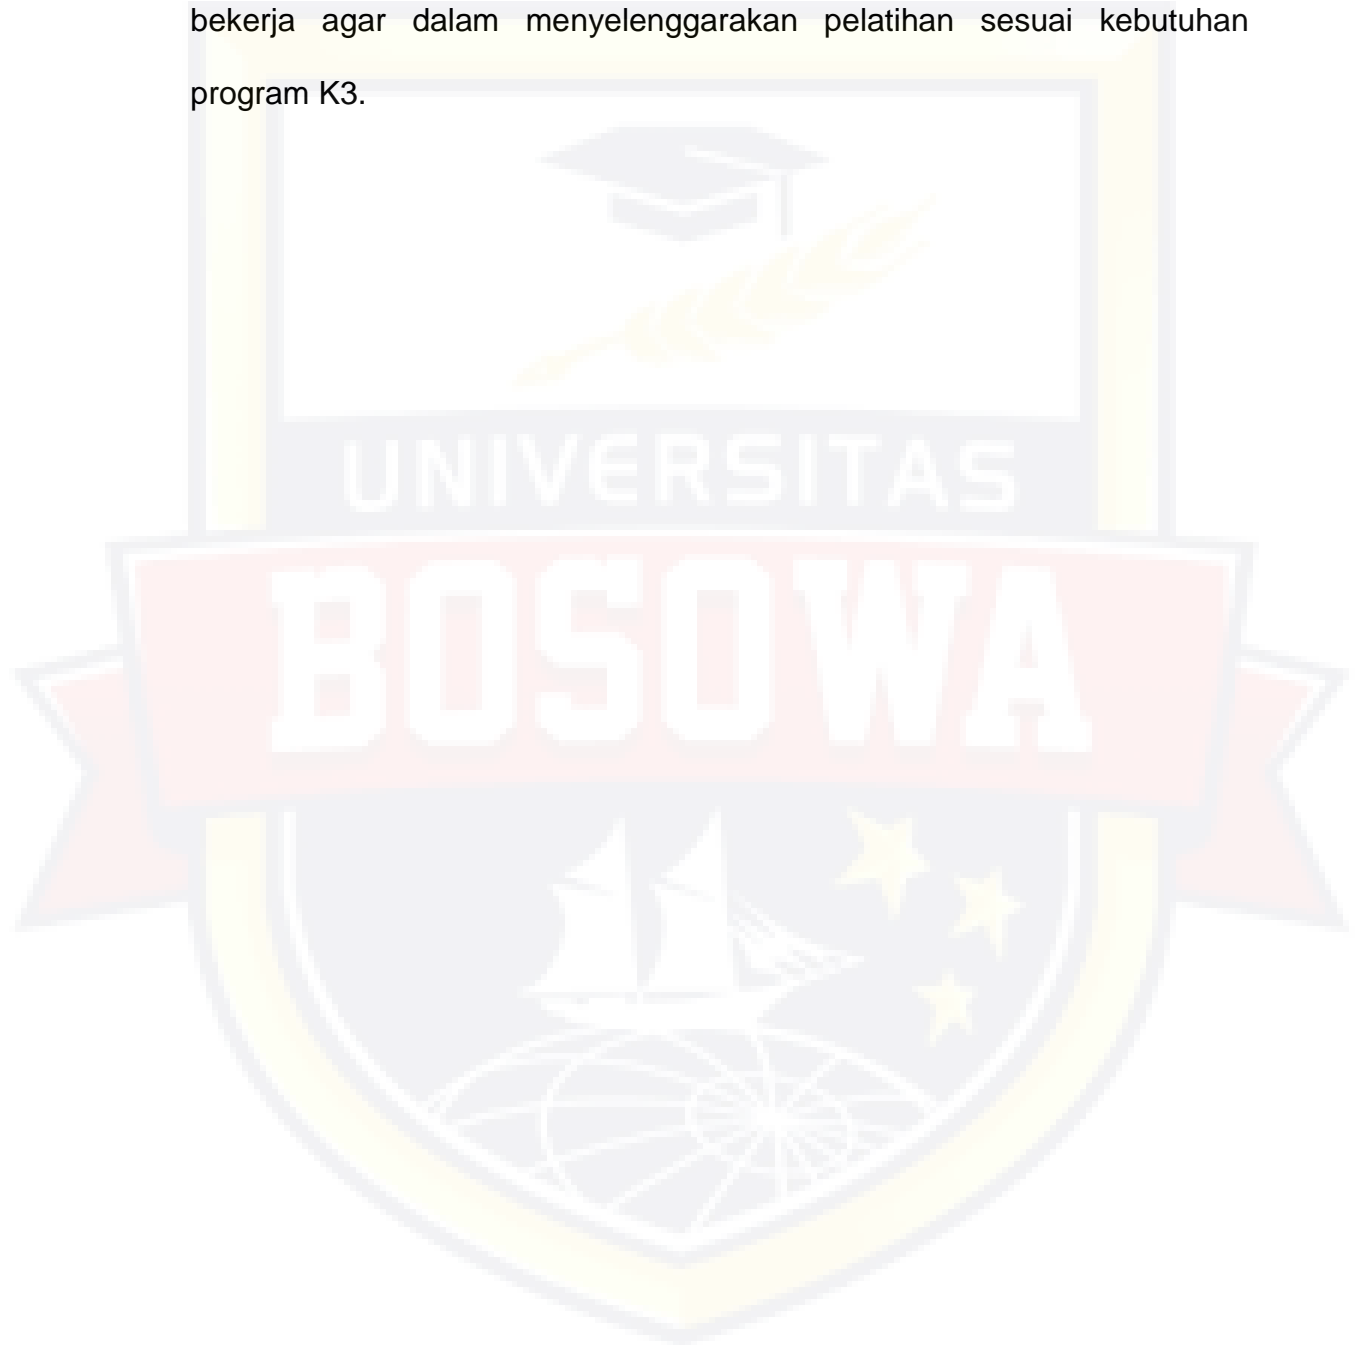 bekerja agar dalam menyelenggarakan pelatihan sesuai kebutuhan
program K3.
UNIVERSITAS
BOSOWA